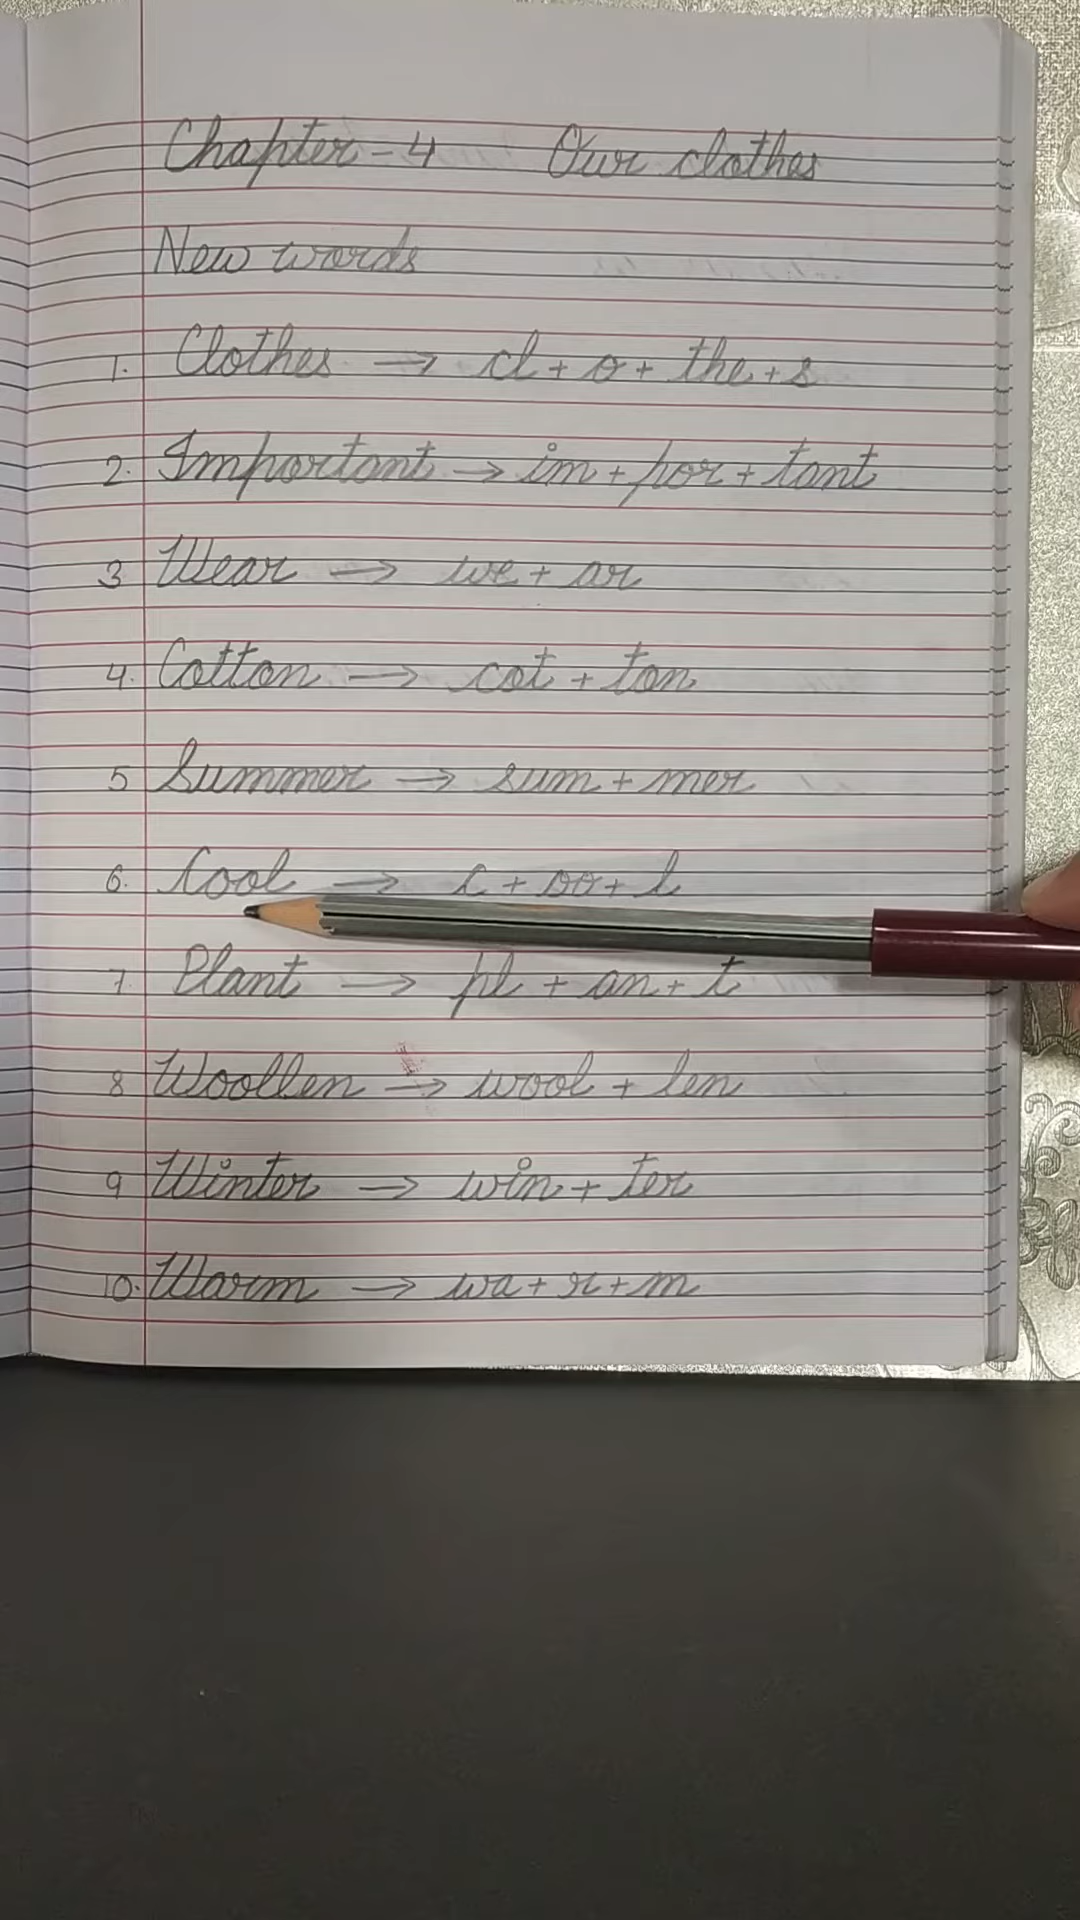 Chapter-4 Our clothes
New words
1. Clothes → cl + o + the + s
2. Important → im + por + tant
3 Wear → we + ar
4. Cotton → cot + ton
5 Summer → sum + mer
6. Cool → c + oo + l
7. Plant → pl + an + t
8 Woollen → wool + len
9 Winter → win + ter
10. Warm → wa + r + m